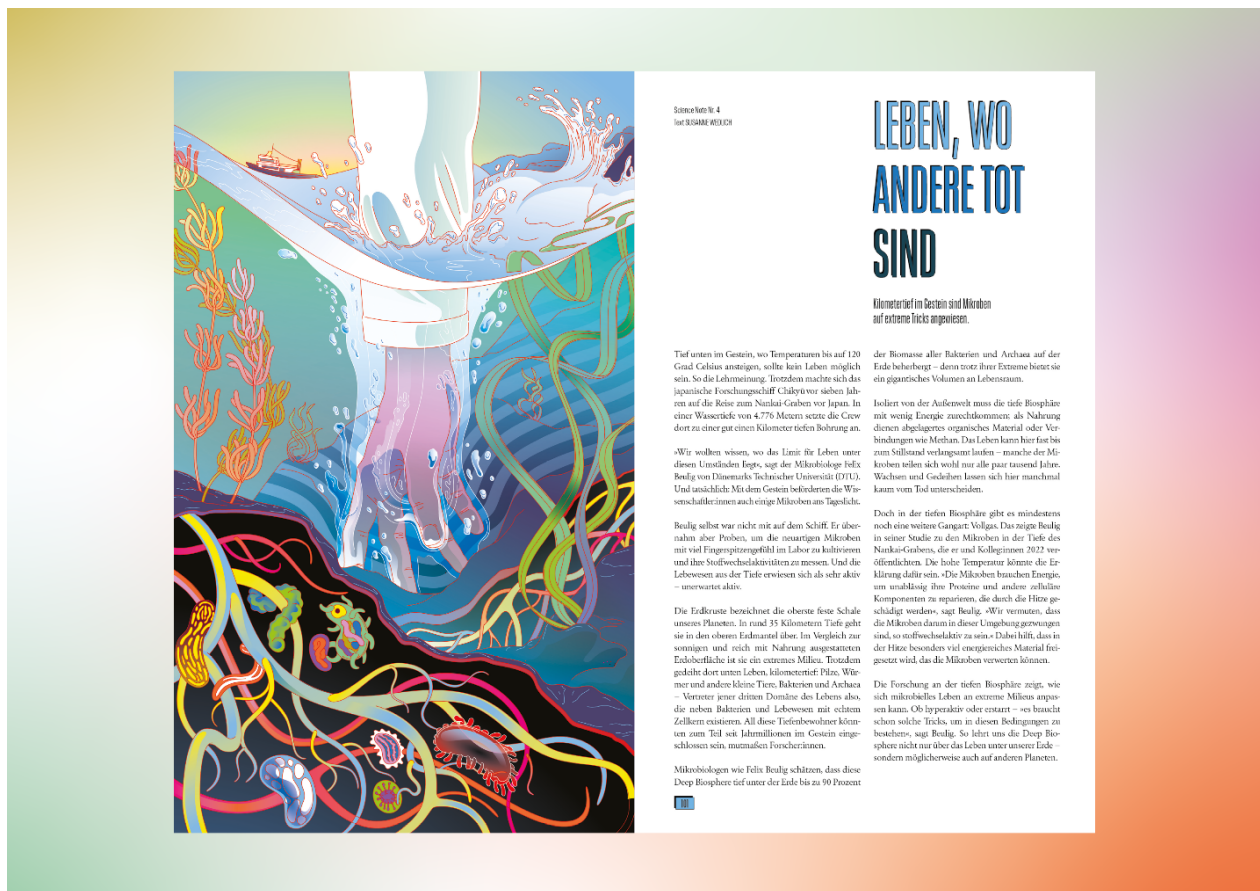 Science Note Nr. 4
Text SUSANNE WEDLICH
LEBEN, WO
ANDERE TOT
SIND
Kilometertief im Gestein sind Mikroben
auf extreme Tricks angewiesen.
Tief unten im Gestein, wo Temperaturen bis auf 120
Grad Celsius ansteigen, sollte kein Leben möglich
sein. So die Lehrmeinung. Trotzdem machte sich das
japanische Forschungsschiff Chikyū vor sieben Jah-
ren auf die Reise zum Nankai-Graben vor Japan. In
einer Wassertiefe von 4.776 Metern setzte die Crew
dort zu einer gut einen Kilometer tiefen Bohrung an.
»Wir wollten wissen, wo das Limit für Leben unter
diesen Umständen liegt«, sagt der Mikrobiologe Felix
Beulig von Dänemarks Technischer Universität (DTU).
Und tatsächlich: Mit dem Gestein beförderten die Wis-
senschaftler:innen auch einige Mikroben ans Tageslicht.
Beulig selbst war nicht mit auf dem Schiff. Er über-
nahm aber Proben, um die neuartigen Mikroben
mit viel Fingerspitzengefühl im Labor zu kultivieren
und ihre Stoffwechselaktivitäten zu messen. Und die
Lebewesen aus der Tiefe erwiesen sich als sehr aktiv
– unerwartet aktiv.
Die Erdkruste bezeichnet die oberste feste Schale
unseres Planeten. In rund 35 Kilometern Tiefe geht
sie in den oberen Erdmantel über. Im Vergleich zur
sonnigen und reich mit Nahrung ausgestatteten
Erdoberfläche ist sie ein extremes Milieu. Trotzdem
gedeiht dort unten Leben, kilometertief: Pilze, Wür-
mer und andere kleine Tiere, Bakterien und Archaea
– Vertreter jener dritten Domäne des Lebens also,
die neben Bakterien und Lebewesen mit echtem
Zellkern existieren. All diese Tiefenbewohner könn-
ten zum Teil seit Jahrmillionen im Gestein einge-
schlossen sein, mutmaßen Forscher:innen.
Mikrobiologen wie Felix Beulig schätzen, dass diese
Deep Biosphere tief unter der Erde bis zu 90 Prozent
der Biomasse aller Bakterien und Archaea auf der
Erde beherbergt – denn trotz ihrer Extreme bietet sie
ein gigantisches Volumen an Lebensraum.
Isoliert von der Außenwelt muss die tiefe Biosphäre
mit wenig Energie zurechtkommen; als Nahrung
dienen abgelagertes organisches Material oder Ver-
bindungen wie Methan. Das Leben kann hier fast bis
zum Stillstand verlangsamt laufen – manche der Mi-
kroben teilen sich wohl nur alle paar tausend Jahre.
Wachsen und Gedeihen lassen sich hier manchmal
kaum vom Tod unterscheiden.
Doch in der tiefen Biosphäre gibt es mindestens
noch eine weitere Gangart: Vollgas. Das zeigte Beulig
in seiner Studie zu den Mikroben in der Tiefe des
Nankai-Grabens, die er und Kolleg:innen 2022 ver-
öffentlichten. Die hohe Temperatur könnte die Er-
klärung dafür sein. »Die Mikroben brauchen Energie,
um unablässig ihre Proteine und andere zelluläre
Komponenten zu reparieren, die durch die Hitze ge-
schädigt werden«, sagt Beulig. »Wir vermuten, dass
die Mikroben darum in dieser Umgebung gezwungen
sind, so stoffwechselaktiv zu sein.« Dabei hilft, dass in
der Hitze besonders viel energiereiches Material frei-
gesetzt wird, das die Mikroben verwerten können.
Die Forschung an der tiefen Biosphäre zeigt, wie
sich mikrobielles Leben an extreme Milieus anpas-
sen kann. Ob hyperaktiv oder erstarrt – »es braucht
schon solche Tricks, um in diesen Bedingungen zu
bestehen«, sagt Beulig. So lehrt uns die Deep Bio-
sphere nicht nur über das Leben unter unserer Erde –
sondern möglicherweise auch auf anderen Planeten.
101